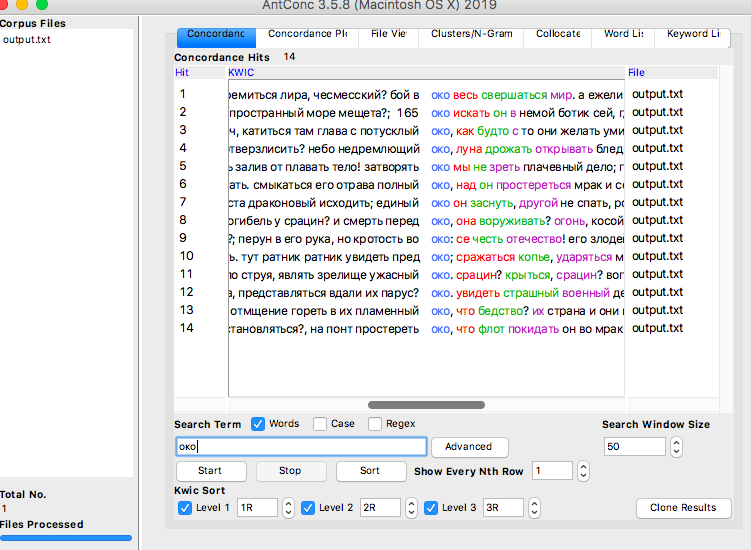 AntConc 3.5.8 (Macintosh OS X) 2019
Corpus Files
output.txt
Concordanc Concordance Pl File Vie Clusters/N-Gram Collocate Word Lis Keyword Li
Concordance Hits 14
Hit KWIC File
1 ремиться лира, чесмесский? бой в око весь свершаться мир. а ежели output.txt
2 пространный море мещета?; 165 око искать он в немой ботик сей, output.txt
3 ч, катиться там глава с потусклый око, как будто с то они желать уми output.txt
4 отверзлисить? небо недремлющий око, луна дрожать открывать блед output.txt
5 ь залив от плавать тело! затворять око мы не зреть плачевный дело; output.txt
6 ать. смыкаться его отрава полный око, над он простереться мрак и output.txt
7 ста драконовый исходить; единый око он заснуть, другой не спать, output.txt
8 огибель у срацин? и смерть перед око, она воруживать? огонь, косой output.txt
9 ?; перун в его рука, но кротость во око: се честь отечество! его злоде output.txt
10 ь. тут ратник ратник увидеть пред око; сражаться копье, ударяться output.txt
11 ло струя, являть зрелище ужасный око. срацин? крыться, срацин? output.txt
12 а, представляться вдали их парус? око. увидеть страшный военный output.txt
13 отмщение гореть в их пламенный око, что бедство? их страна и они output.txt
14 тановляться?, на понт простереть око, что флот покидать он во мрак output.txt
Search Term Words Case Regex Search Window Size
око Advanced 50
Start Stop Sort Show Every Nth Row 1
Kwic Sort
Level 1 1R Level 2 2R Level 3 3R Clone Results
Total No.
1
Files Processed